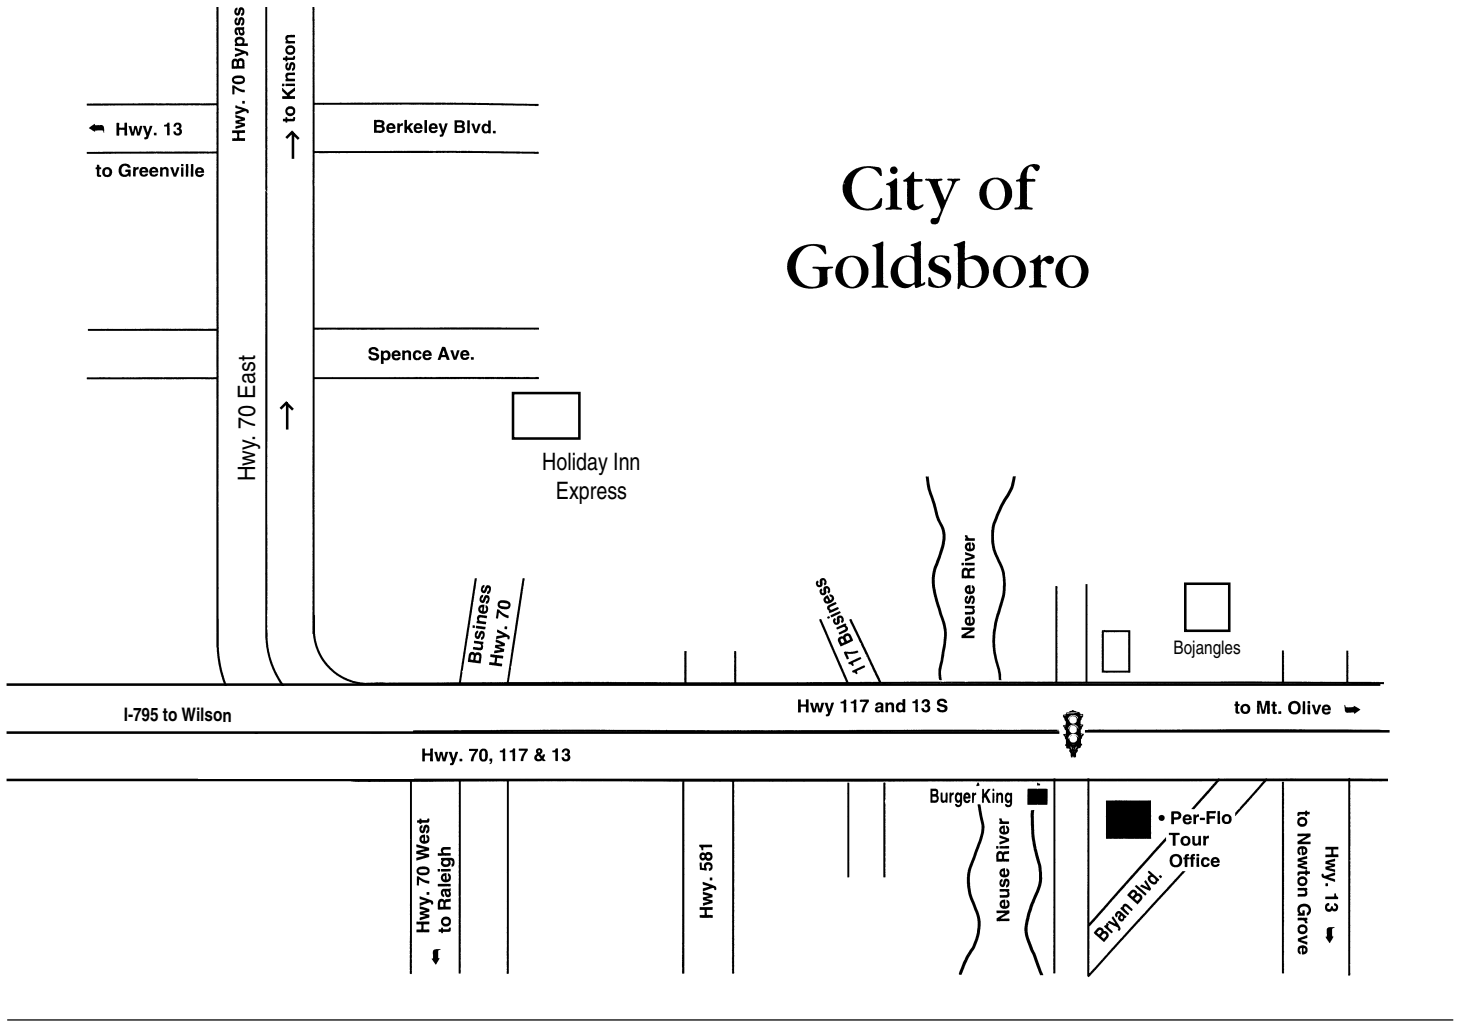 Hwy. 70 Bypass
to Kinston
Hwy. 13
Berkeley Blvd.
to Greenville
City of
Goldsboro
Spence Ave.
Hwy. 70 East
Holiday Inn
Express
Neuse River
Business
Hwy. 70
117 Business
Bojangles
I-795 to Wilson
Hwy 117 and 13 S
to Mt. Olive
Hwy. 70, 117 & 13
Burger King
• Per-Flo
Tour
Office
Hwy. 70 West
to Raleigh
Hwy. 581
Neuse River
Bryan Blvd.
Hwy. 13
to Newton Grove